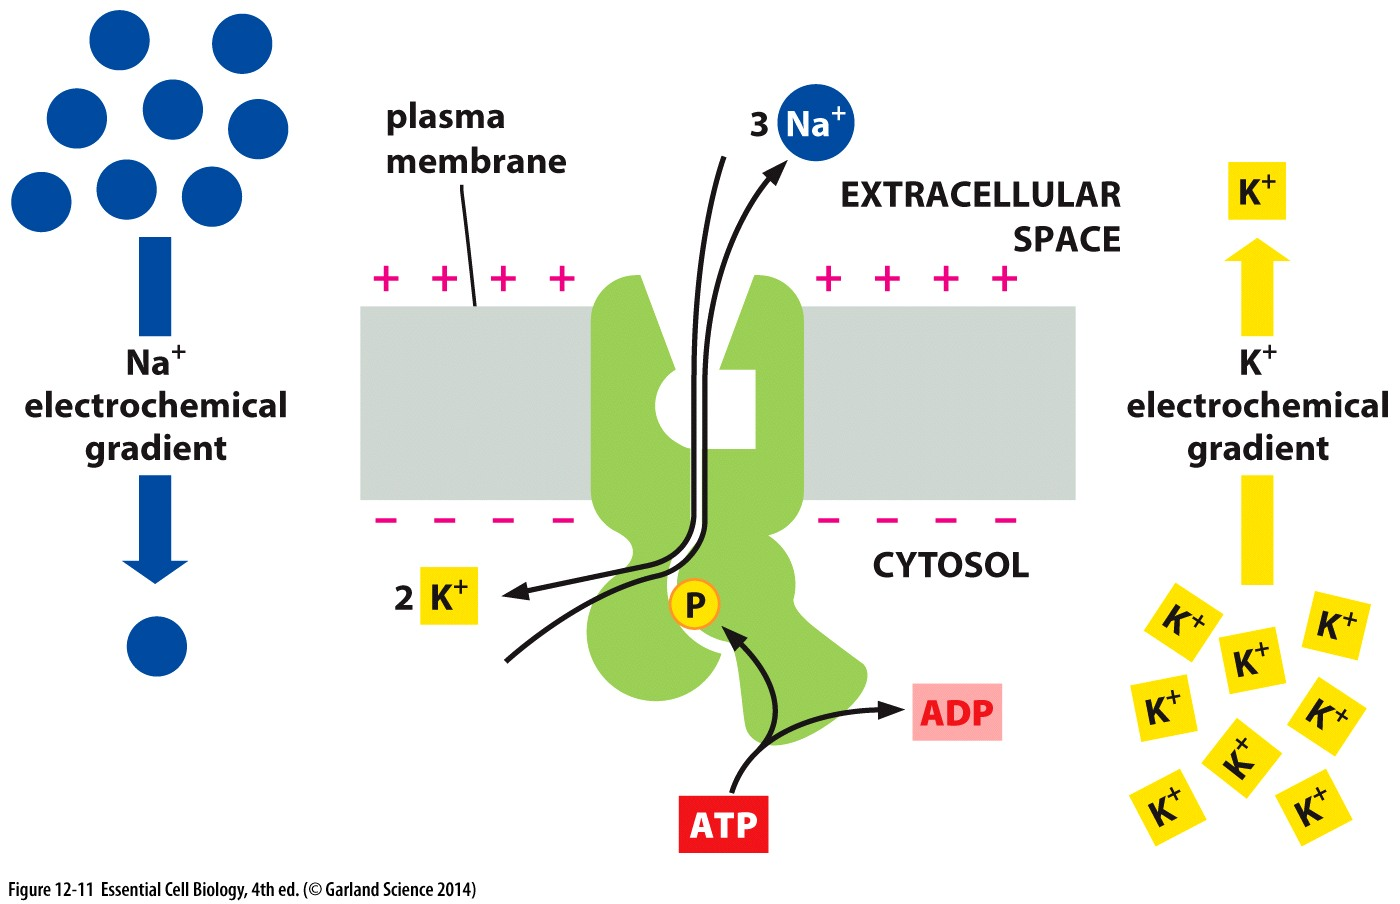 plasma
membrane
3 Na⁺
EXTRACELLULAR
SPACE
K⁺
+ + + +
+ + + +
Na⁺
electrochemical
gradient
K⁺
electrochemical
gradient
– – – –
– – – –
CYTOSOL
2 K⁺
P
K⁺
K⁺
K⁺
K⁺
K⁺
K⁺
K⁺
K⁺
ADP
ATP
Figure 12-11 Essential Cell Biology, 4th ed. (© Garland Science 2014)